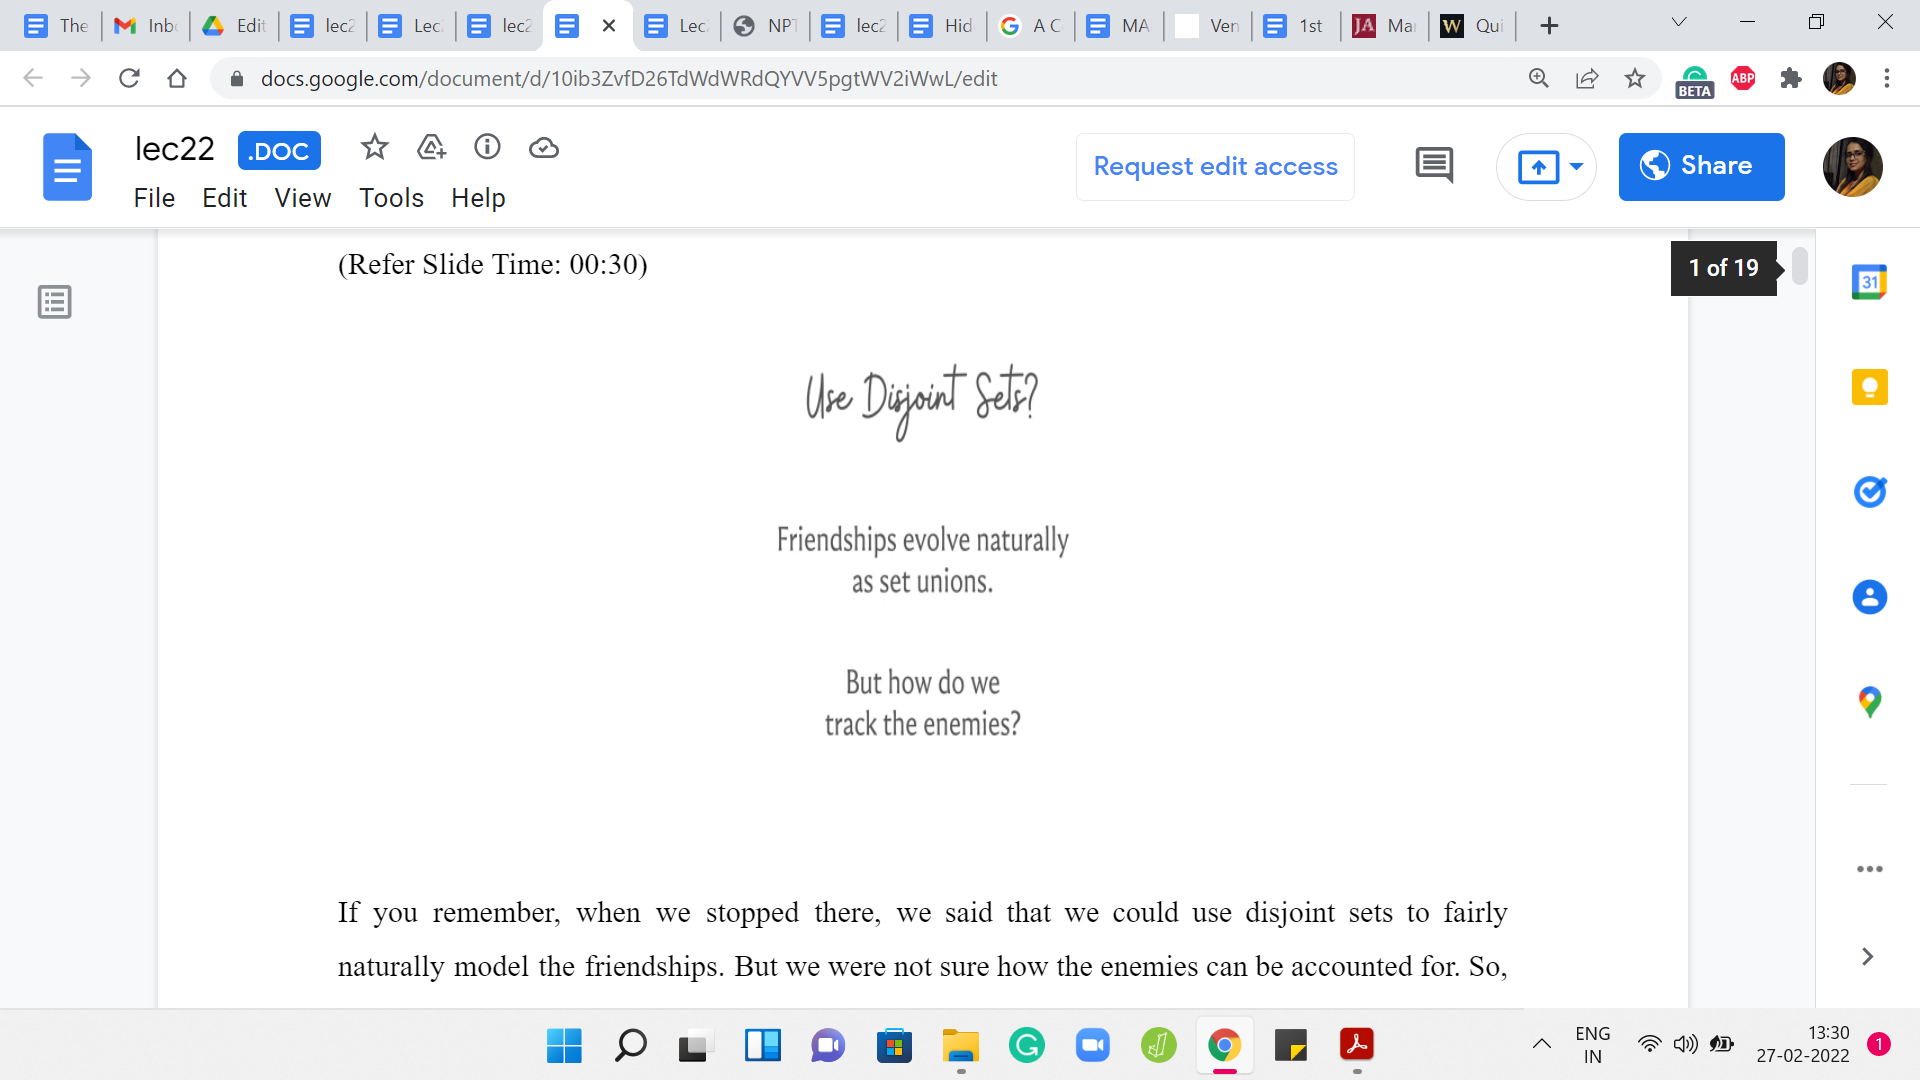 The
Inb
Edit
lec2
Lec
lec2
Lec
NPT
lec2
Hid
A C
MA
Ven
1st
JA
Ma
W
Qui
docs.google.com/document/d/10ib3ZvfD26TdWdWRdQYVV5pgtWV2iWwL/edit
BETA
ABP
lec22
.DOC
File Edit View Tools Help
Request edit access
Share
(Refer Slide Time: 00:30)
1 of 19
31
Use Disjoint Sets?
Friendships evolve naturally
as set unions.
But how do we
track the enemies?
If you remember, when we stopped there, we said that we could use disjoint sets to fairly
naturally model the friendships. But we were not sure how the enemies can be accounted for. So,
ENG
IN
13:30
27-02-2022
1